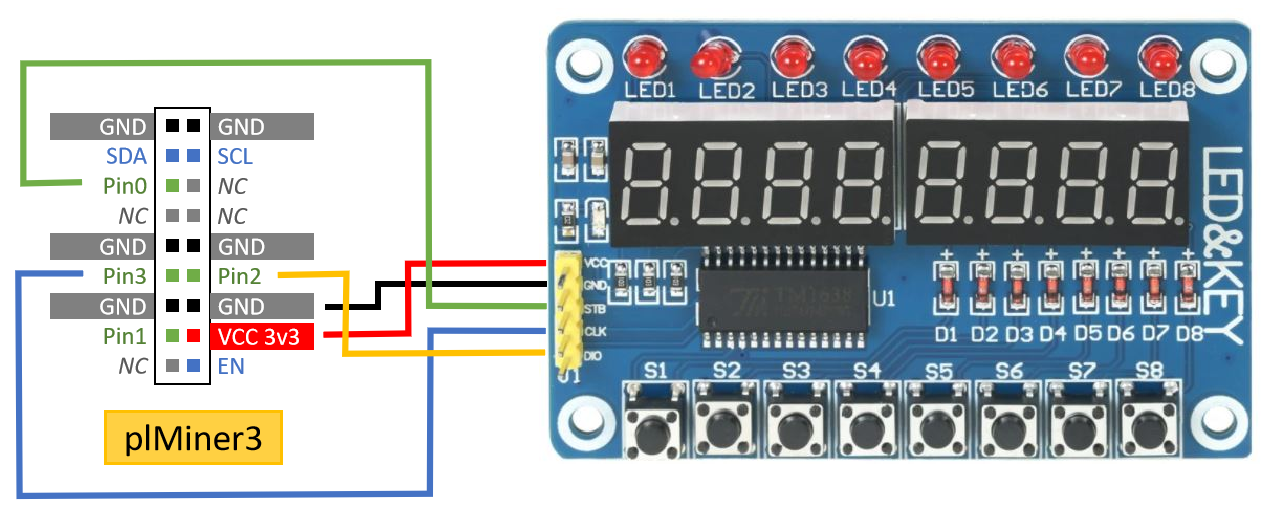 GND GND
SDA SCL
Pin0 NC
NC NC
GND GND
Pin3 Pin2
GND GND
Pin1 VCC 3v3
NC EN
plMiner3
LED1 LED2 LED3 LED4 LED5 LED6 LED7 LED8
LED&KEY
VCC
GND
STB
CLK
DIO
J1
U1
+ + + + + + + +
D1 D2 D3 D4 D5 D6 D7 D8
S1 S2 S3 S4 S5 S6 S7 S8